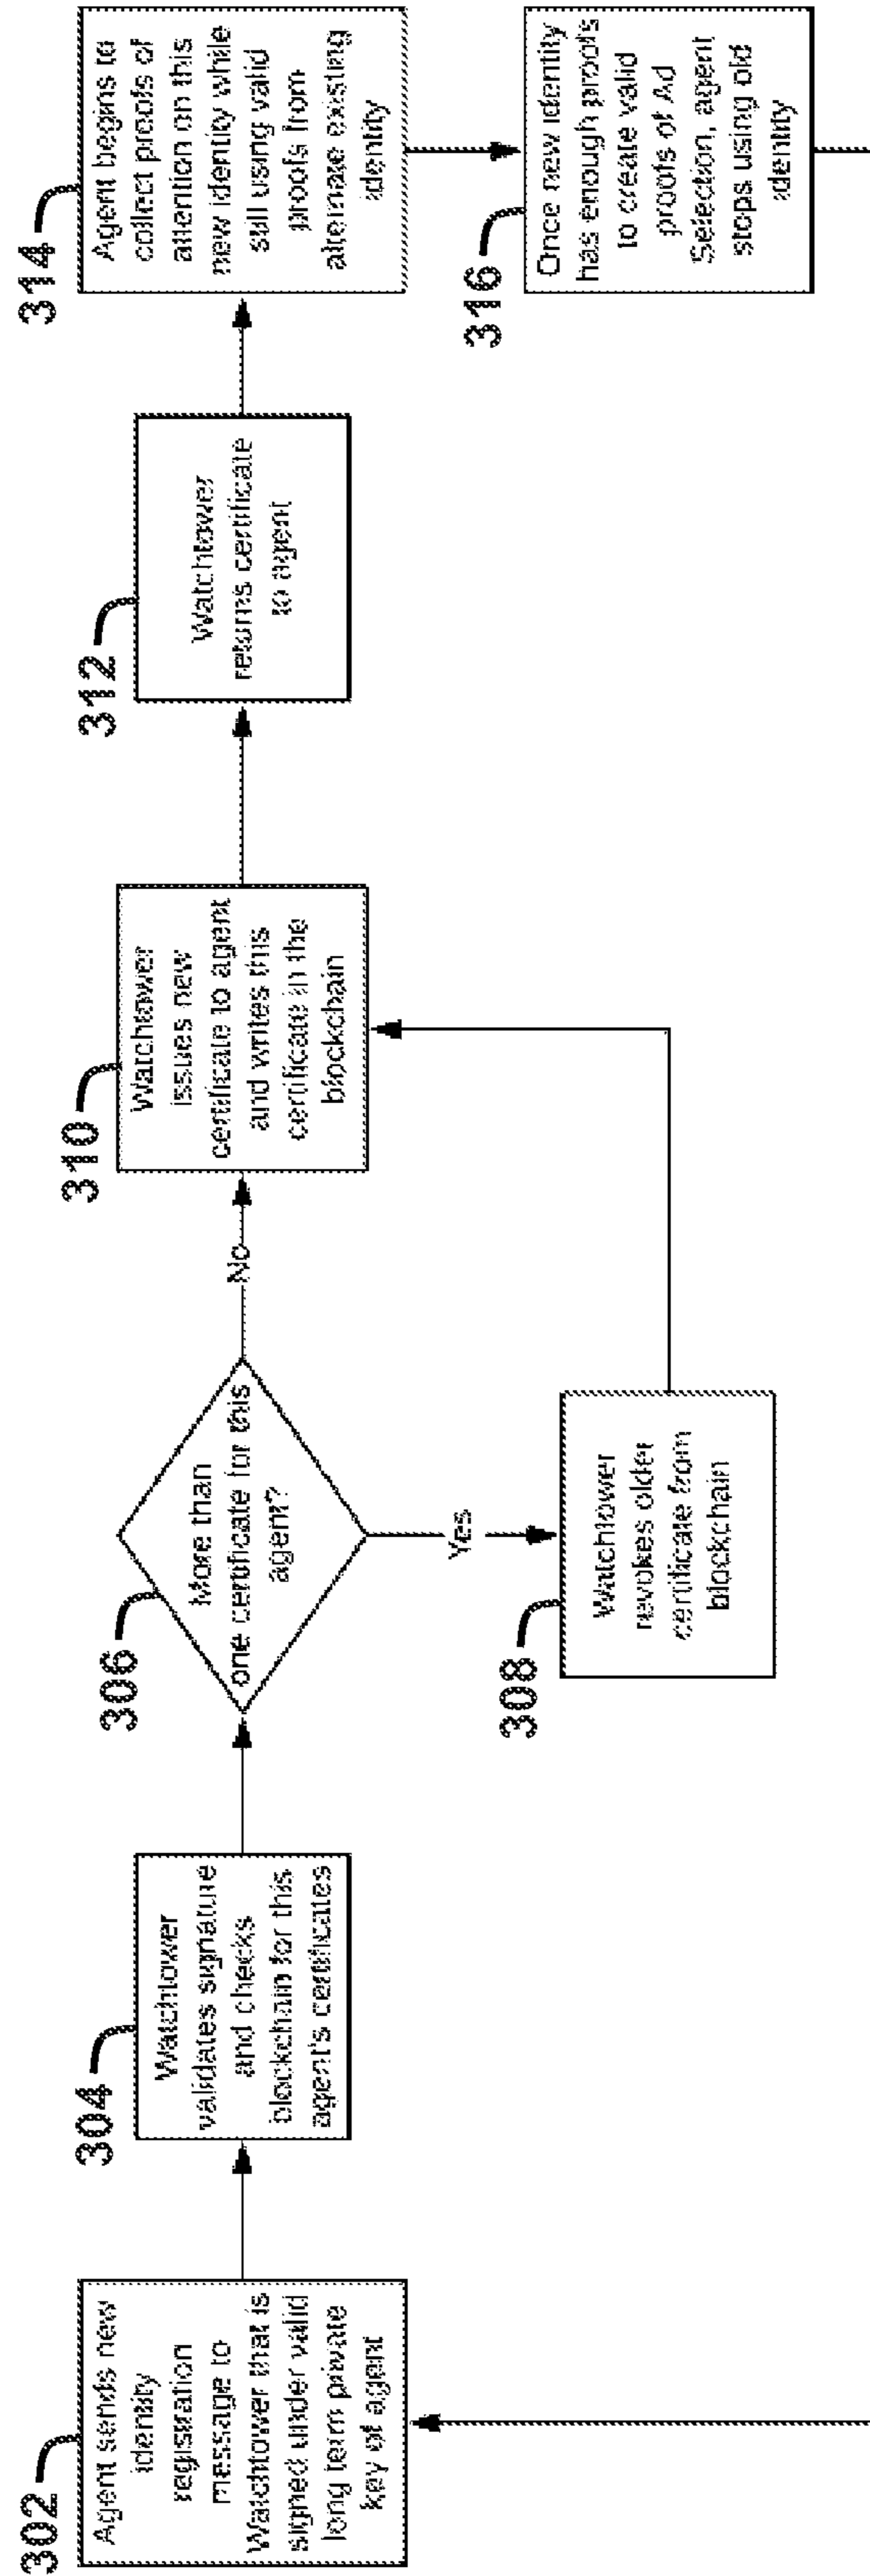 302
Agent sends new
identity
registration
message to
Watchtower that is
signed under valid
long term private
key of agent
304
Watchtower
validates signature
and checks
blockchain for this
agent's certificates
306
More than
one certificate for this
agent?
No
Yes
308
Watchtower
revokes older
certificate from
blockchain
310
Watchtower
issues new
certificate to agent
and writes this
certificate in the
blockchain
312
Watchtower
returns certificate
to agent
314
Agent begins to
collect proofs of
attention on this
new identity while
still using valid
proofs from
alternate existing
identity
316
Once new identity
has enough proofs
to create valid
proofs of Ad
Selection, agent
stops using old
identity